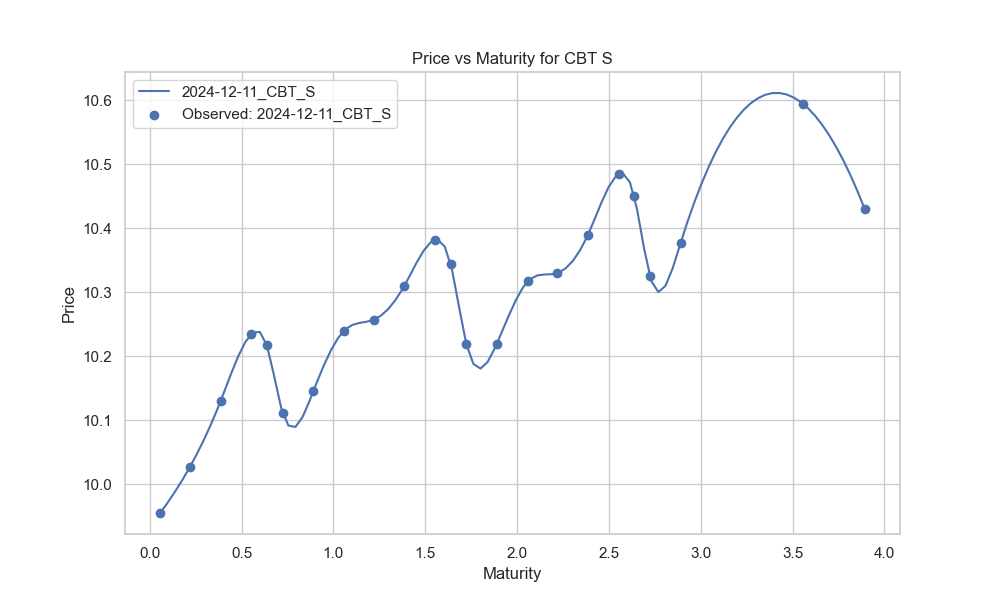 Price vs Maturity for CBT S
2024-12-11_CBT_S
Observed: 2024-12-11_CBT_S
10.6
10.5
10.4
10.3
10.2
10.1
10.0
Price
0.0 0.5 1.0 1.5 2.0 2.5 3.0 3.5 4.0
Maturity